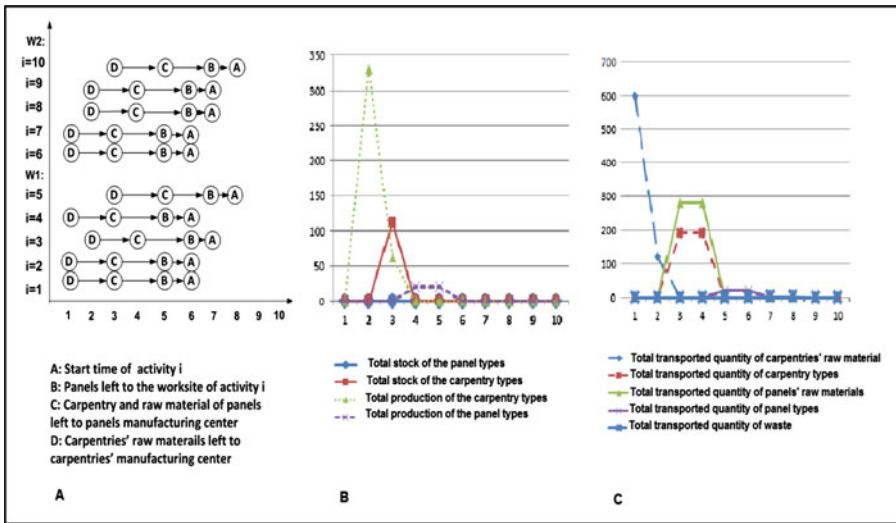 W2:
i=10 D C B A
i=9 D C B A
i=8 D C B A
i=7 D C B A
i=6 D C B A
W1:
i=5 D C B A
i=4 D C B A
i=3 D C B A
i=2 D C B A
i=1 D C B A
1 2 3 4 5 6 7 8 9 10
A: Start time of activity i
B: Panels left to the worksite of activity i
C: Carpentry and raw material of panels
left to panels manufacturing center
D: Carpentries' raw materails left to
carpentries' manufacturing center
A
350
300
250
200
150
100
50
0
1 2 3 4 5 6 7 8 9 10
Total stock of the panel types
Total stock of the carpentry types
Total production of the carpentry types
Total production of the panel types
B
700
600
500
400
300
200
100
0
1 2 3 4 5 6 7 8 9 10
Total transported quantity of carpentries' raw material
Total transported quantity of carpentry types
Total transported quantity of panels' raw materials
Total transported quantity of panel types
Total transported quantity of waste
C